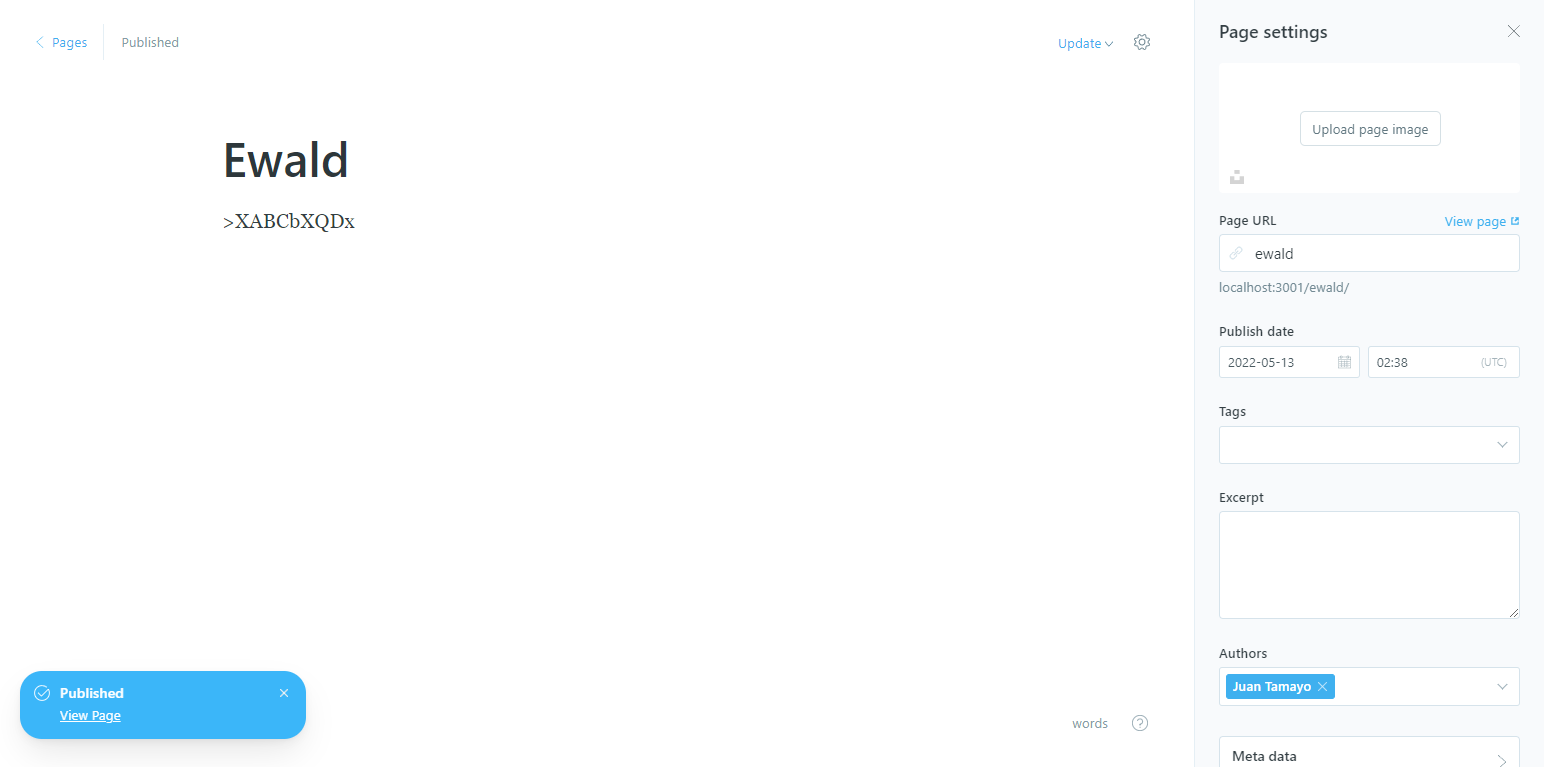 Pages
Published
Update
Page settings
Upload page image
Ewald
>XABCbXQDx
Page URL
View page
ewald
localhost:3001/ewald/
Publish date
2022-05-13
02:38
(UTC)
Tags
Excerpt
Authors
Juan Tamayo
Published
View Page
words
Meta data